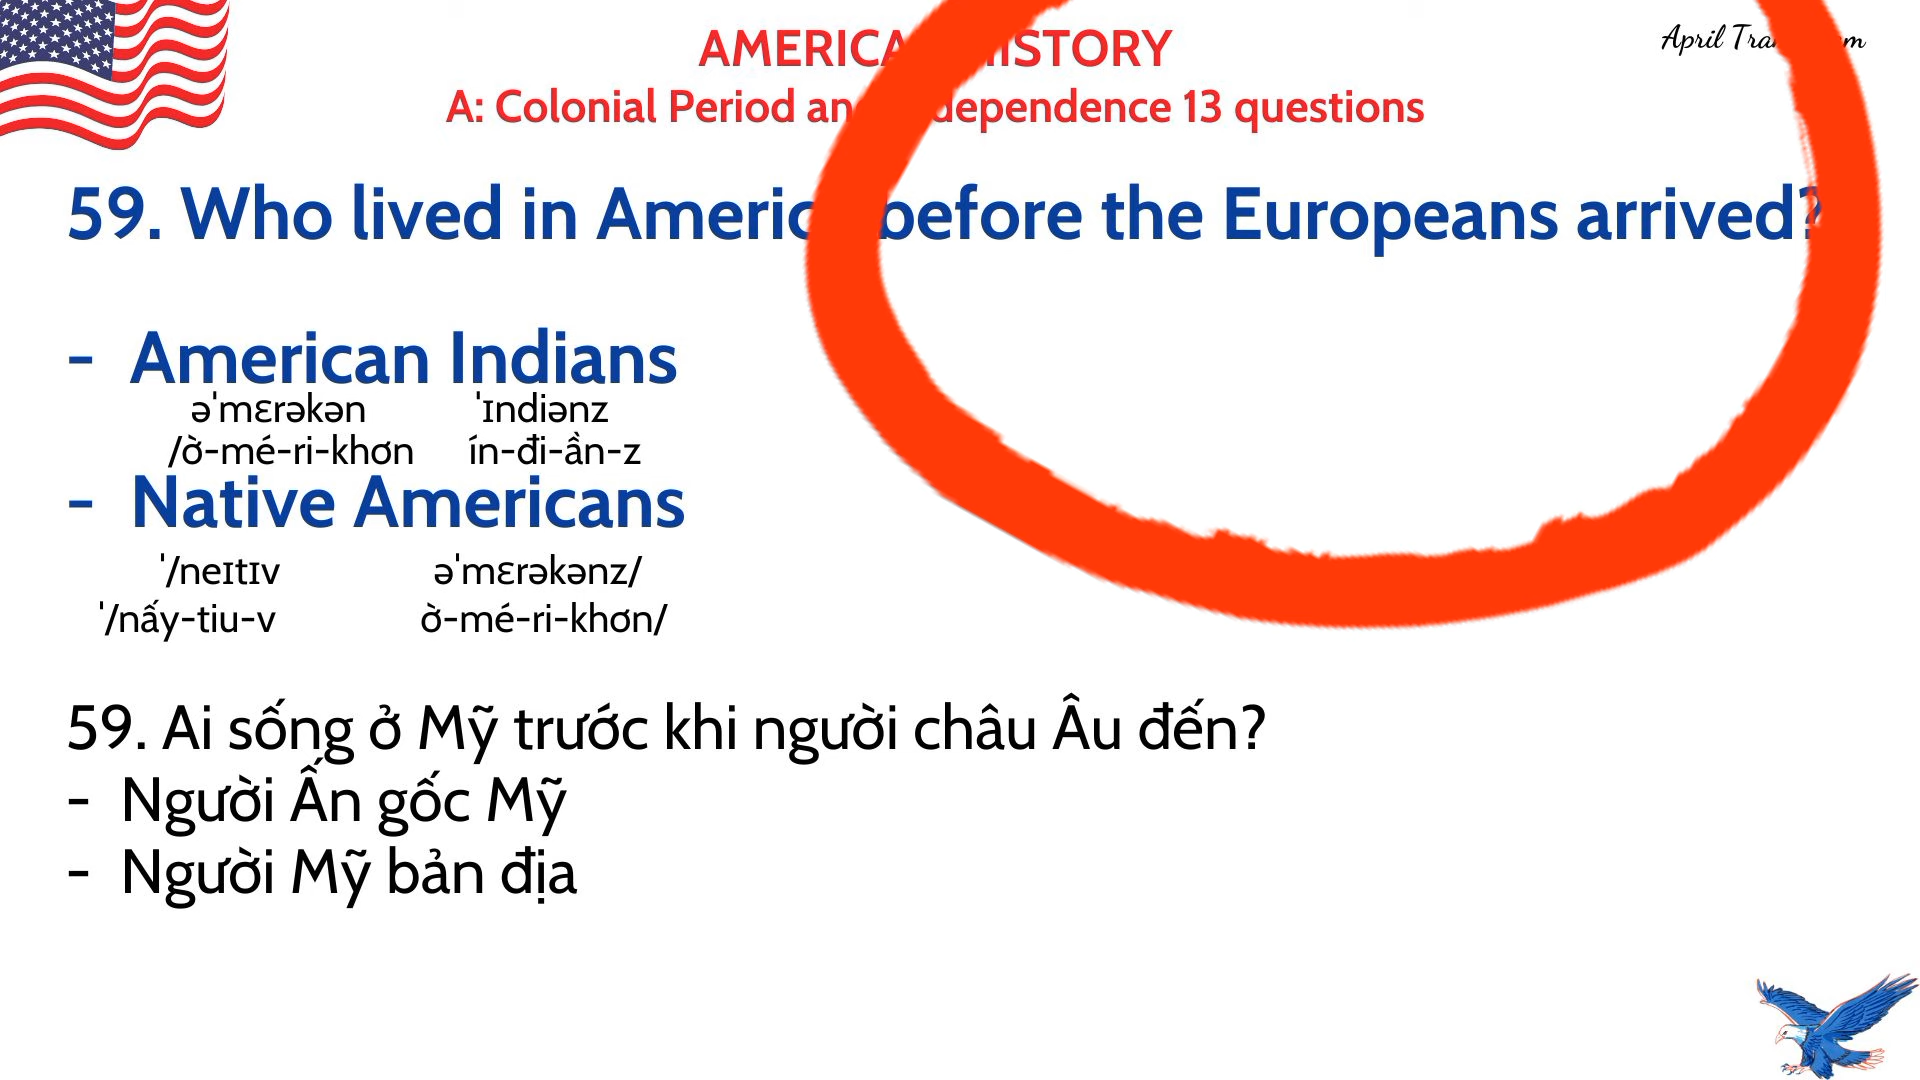 AMERICA HISTORY
April Tran
A: Colonial Period an dependence 13 questions
59. Who lived in Americ before the Europeans arrived?
- American Indians
əˈmɛrəkən ˈɪndiənz
/ờ-mé-ri-khơn ín-đi-ần-z
- Native Americans
ˈ/neɪtɪv əˈmɛrəkənz/
ˈ/nấy-tiu-v ờ-mé-ri-khơn/
59. Ai sống ở Mỹ trước khi người châu Âu đến?
- Người Ấn gốc Mỹ
- Người Mỹ bản địa